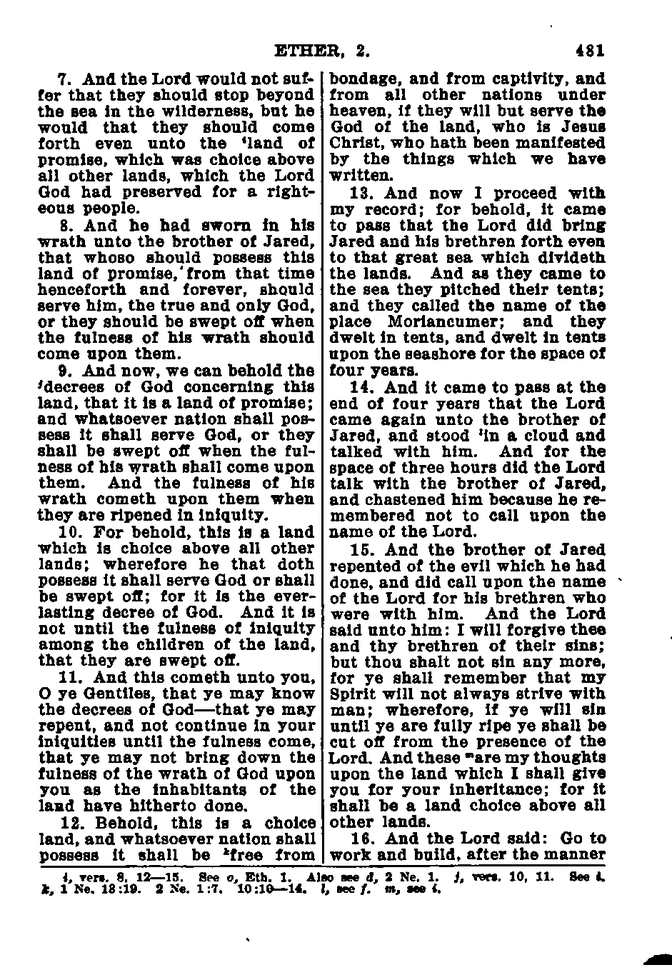 ETHER, 2. 481
7. And the Lord would not suf-
fer that they should stop beyond
the sea in the wilderness, but he
would that they should come
forth even unto the ⁱland of
promise, which was choice above
all other lands, which the Lord
God had preserved for a right-
eous people.
8. And he had sworn in his
wrath unto the brother of Jared,
that whoso should possess this
land of promise, from that time
henceforth and forever, should
serve him, the true and only God,
or they should be swept off when
the fulness of his wrath should
come upon them.
9. And now, we can behold the
ʲdecrees of God concerning this
land, that it is a land of promise;
and whatsoever nation shall pos-
sess it shall serve God, or they
shall be swept off when the ful-
ness of his wrath shall come upon
them. And the fulness of his
wrath cometh upon them when
they are ripened in iniquity.
10. For behold, this is a land
which is choice above all other
lands; wherefore he that doth
possess it shall serve God or shall
be swept off; for it is the ever-
lasting decree of God. And it is
not until the fulness of iniquity
among the children of the land,
that they are swept off.
11. And this cometh unto you,
O ye Gentiles, that ye may know
the decrees of God—that ye may
repent, and not continue in your
iniquities until the fulness come,
that ye may not bring down the
fulness of the wrath of God upon
you as the inhabitants of the
land have hitherto done.
12. Behold, this is a choice
land, and whatsoever nation shall
possess it shall be ᵏfree from
bondage, and from captivity, and
from all other nations under
heaven, if they will but serve the
God of the land, who is Jesus
Christ, who hath been manifested
by the things which we have
written.
13. And now I proceed with
my record; for behold, it came
to pass that the Lord did bring
Jared and his brethren forth even
to that great sea which divideth
the lands. And as they came to
the sea they pitched their tents;
and they called the name of the
place Moriancumer; and they
dwelt in tents, and dwelt in tents
upon the seashore for the space of
four years.
14. And it came to pass at the
end of four years that the Lord
came again unto the brother of
Jared, and stood ˡin a cloud and
talked with him. And for the
space of three hours did the Lord
talk with the brother of Jared,
and chastened him because he re-
membered not to call upon the
name of the Lord.
15. And the brother of Jared
repented of the evil which he had
done, and did call upon the name
of the Lord for his brethren who
were with him. And the Lord
said unto him: I will forgive thee
and thy brethren of their sins;
but thou shalt not sin any more,
for ye shall remember that my
Spirit will not always strive with
man; wherefore, if ye will sin
until ye are fully ripe ye shall be
cut off from the presence of the
Lord. And these ᵐare my thoughts
upon the land which I shall give
you for your inheritance; for it
shall be a land choice above all
other lands.
16. And the Lord said: Go to
work and build, after the manner
i, vers. 8, 12—15. See o, Eth. 1. Also see d, 2 Ne. 1. j, vers. 10, 11. See i.
k, 1 Ne. 13:19. 2 Ne. 1:7. 10:10—14. l, see f. m, see i.